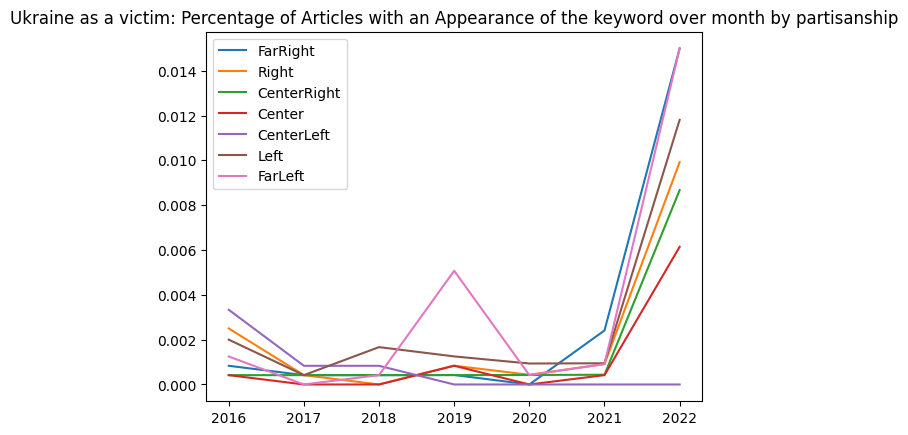 Ukraine as a victim: Percentage of Articles with an Appearance of the keyword over month by partisanship
FarRight
Right
CenterRight
Center
CenterLeft
Left
FarLeft
0.014
0.012
0.010
0.008
0.006
0.004
0.002
0.000
2016 2017 2018 2019 2020 2021 2022